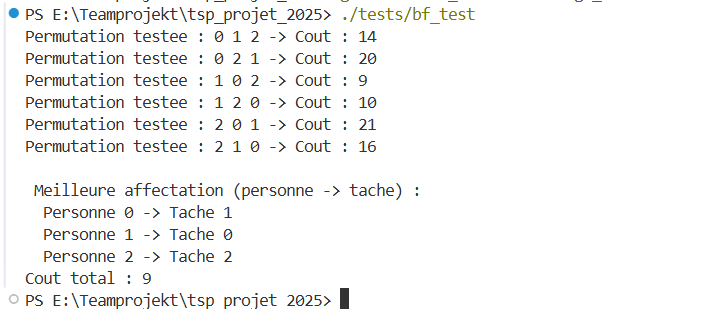 PS E:\Teamprojekt\tsp_projet_2025> ./tests/bf_test
Permutation testee : 0 1 2 -> Cout : 14
Permutation testee : 0 2 1 -> Cout : 20
Permutation testee : 1 0 2 -> Cout : 9
Permutation testee : 1 2 0 -> Cout : 10
Permutation testee : 2 0 1 -> Cout : 21
Permutation testee : 2 1 0 -> Cout : 16
Meilleure affectation (personne -> tache) :
Personne 0 -> Tache 1
Personne 1 -> Tache 0
Personne 2 -> Tache 2
Cout total : 9
PS E:\Teamprojekt\tsp projet 2025>